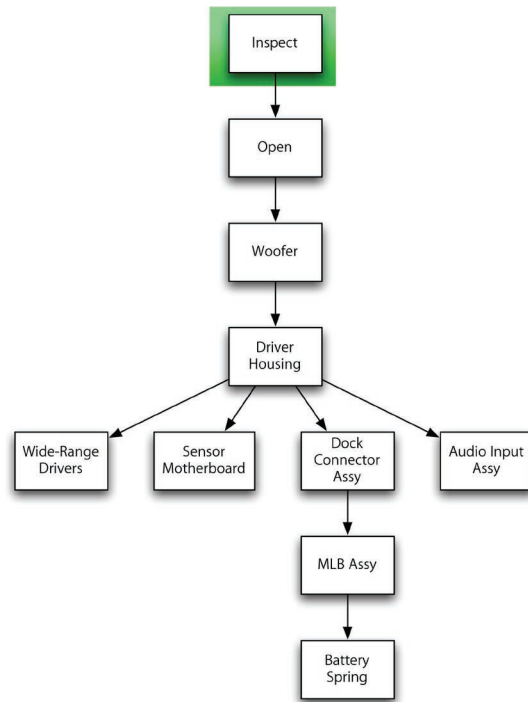 Inspect
Open
Woofer
Driver
Housing
Wide-Range
Drivers
Sensor
Motherboard
Dock
Connector
Assy
Audio Input
Assy
MLB Assy
Battery
Spring